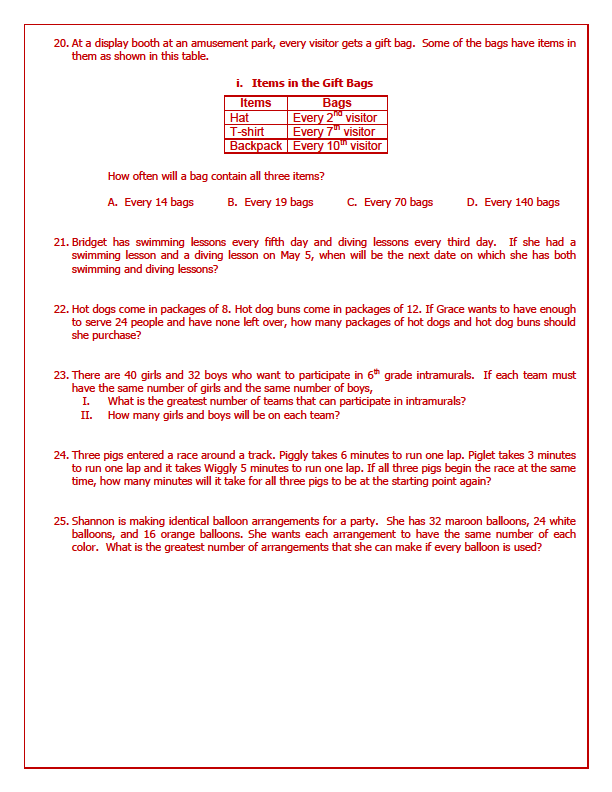 20. At a display booth at an amusement park, every visitor gets a gift bag. Some of the bags have items in
them as shown in this table.
i. Items in the Gift Bags
Items Bags
Hat Every 2nd visitor
T-shirt Every 7th visitor
Backpack Every 10th visitor
How often will a bag contain all three items?
A. Every 14 bags B. Every 19 bags C. Every 70 bags D. Every 140 bags
21. Bridget has swimming lessons every fifth day and diving lessons every third day. If she had a
swimming lesson and a diving lesson on May 5, when will be the next date on which she has both
swimming and diving lessons?
22. Hot dogs come in packages of 8. Hot dog buns come in packages of 12. If Grace wants to have enough
to serve 24 people and have none left over, how many packages of hot dogs and hot dog buns should
she purchase?
23. There are 40 girls and 32 boys who want to participate in 6th grade intramurals. If each team must
have the same number of girls and the same number of boys,
I. What is the greatest number of teams that can participate in intramurals?
II. How many girls and boys will be on each team?
24. Three pigs entered a race around a track. Piggly takes 6 minutes to run one lap. Piglet takes 3 minutes
to run one lap and it takes Wiggly 5 minutes to run one lap. If all three pigs begin the race at the same
time, how many minutes will it take for all three pigs to be at the starting point again?
25. Shannon is making identical balloon arrangements for a party. She has 32 maroon balloons, 24 white
balloons, and 16 orange balloons. She wants each arrangement to have the same number of each
color. What is the greatest number of arrangements that she can make if every balloon is used?